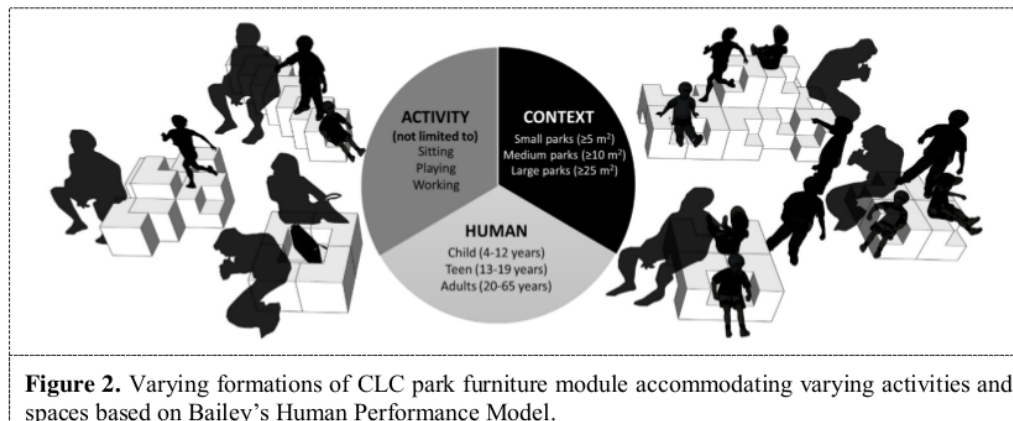 ACTIVITY
(not limited to)
Sitting
Playing
Working
CONTEXT
Small parks (≥5 m²)
Medium parks (≥10 m²)
Large parks (≥25 m²)
HUMAN
Child (4-12 years)
Teen (13-19 years)
Adults (20-65 years)
Figure 2. Varying formations of CLC park furniture module accommodating varying activities and
spaces based on Bailey's Human Performance Model.